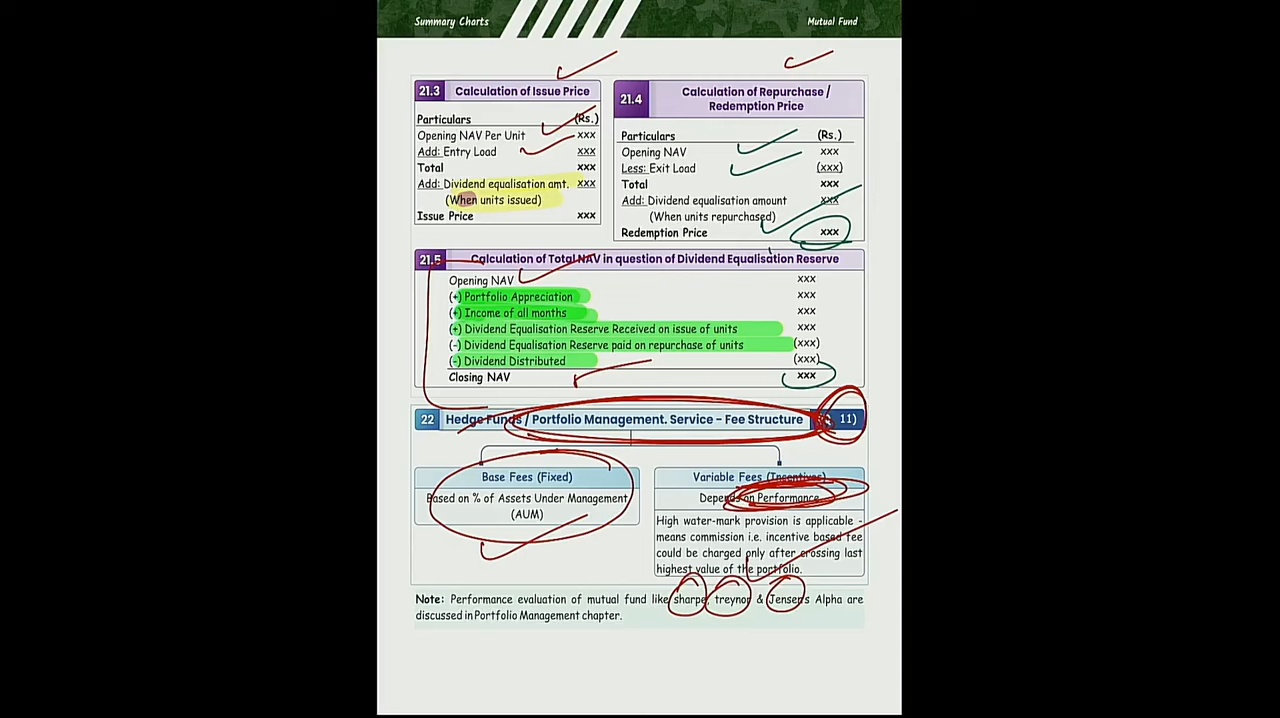 Summary Charts
Mutual Fund
21.3 Calculation of Issue Price
Particulars (Rs.)
Opening NAV Per Unit xxx
Add: Entry Load xxx
Total xxx
Add: Dividend equalisation amt. xxx
(When units issued)
Issue Price xxx
21.4 Calculation of Repurchase /
Redemption Price
Particulars (Rs.)
Opening NAV xxx
Less: Exit Load (xxx)
Total xxx
Add: Dividend equalisation amount xxx
(When units repurchased)
Redemption Price xxx
21.5 Calculation of Total NAV in question of Dividend Equalisation Reserve
Opening NAV xxx
(+) Portfolio Appreciation xxx
(+) Income of all months xxx
(+) Dividend Equalisation Reserve Received on issue of units xxx
(-) Dividend Equalisation Reserve paid on repurchase of units (xxx)
(-) Dividend Distributed (xxx)
Closing NAV xxx
22 Hedge Funds / Portfolio Management. Service - Fee Structure 11)
Base Fees (Fixed)
Based on % of Assets Under Management
(AUM)
Variable Fees (Incentives)
Depends on Performance
High water-mark provision is applicable -
means commission i.e. incentive based fee
could be charged only after crossing last
highest value of the portfolio.
Note: Performance evaluation of mutual fund like sharpe, treynor & Jensen's Alpha are
discussed in Portfolio Management chapter.